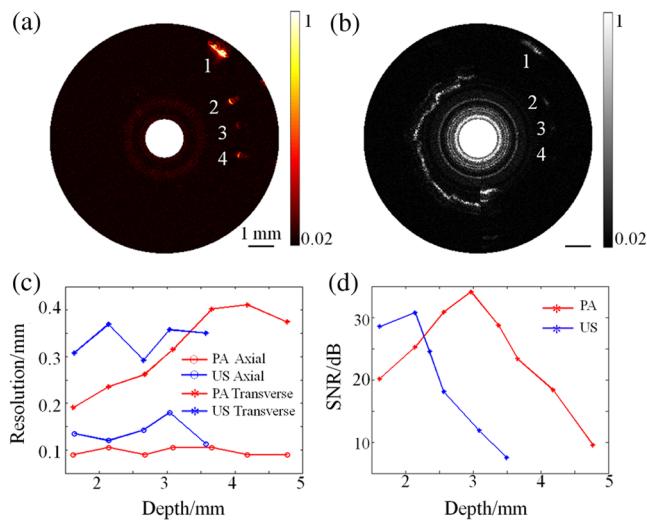 (a)
1
1
2
3
4
1 mm
0.02
(b)
1
1
2
3
4
0.02
(c)
Resolution/mm
0.4
0.3
0.2
0.1
PA Axial
US Axial
PA Transverse
US Transverse
2 3 4 5
Depth/mm
(d)
SNR/dB
30
20
10
PA
US
2 3 4 5
Depth/mm